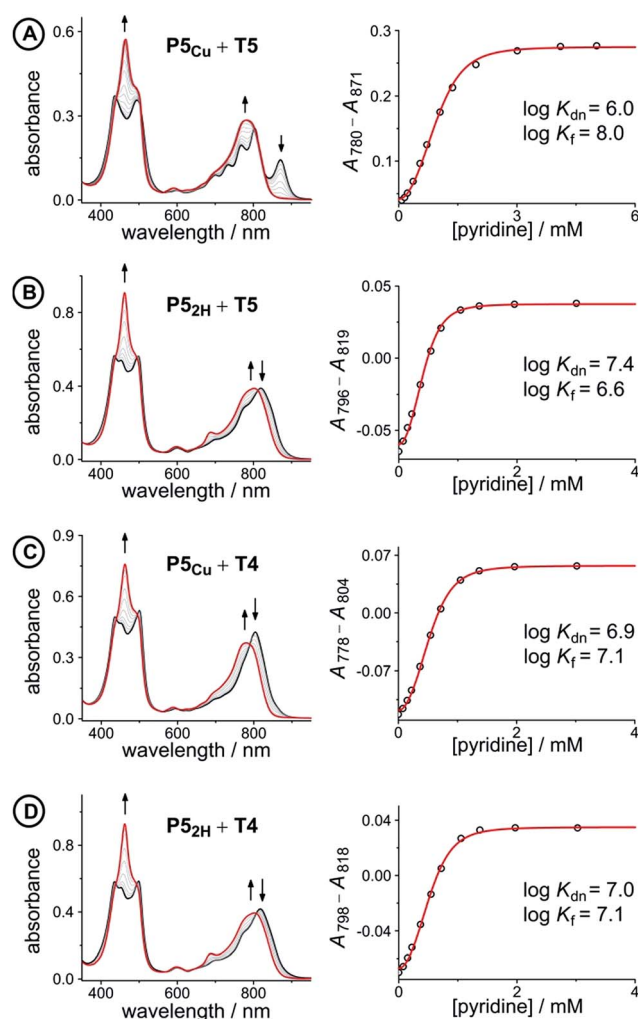 A
P5Cu + T5
0.6
0.3
0.0
absorbance
400 600 800
wavelength / nm
0.3
0.2
0.1
A780 – A871
log Kdn = 6.0
log Kf = 8.0
0 3 6
[pyridine] / mM
B
P52H + T5
0.8
0.4
0.0
absorbance
400 600 800
wavelength / nm
0.05
0.00
-0.05
A796 – A819
log Kdn = 7.4
log Kf = 6.6
0 2 4
[pyridine] / mM
C
P5Cu + T4
0.9
0.6
0.3
0.0
absorbance
400 600 800
wavelength / nm
0.07
0.00
-0.07
A778 – A804
log Kdn = 6.9
log Kf = 7.1
0 2 4
[pyridine] / mM
D
P52H + T4
1.2
0.8
0.4
0.0
absorbance
400 600 800
wavelength / nm
0.04
0.00
-0.04
A798 – A818
log Kdn = 7.0
log Kf = 7.1
0 2 4
[pyridine] / mM